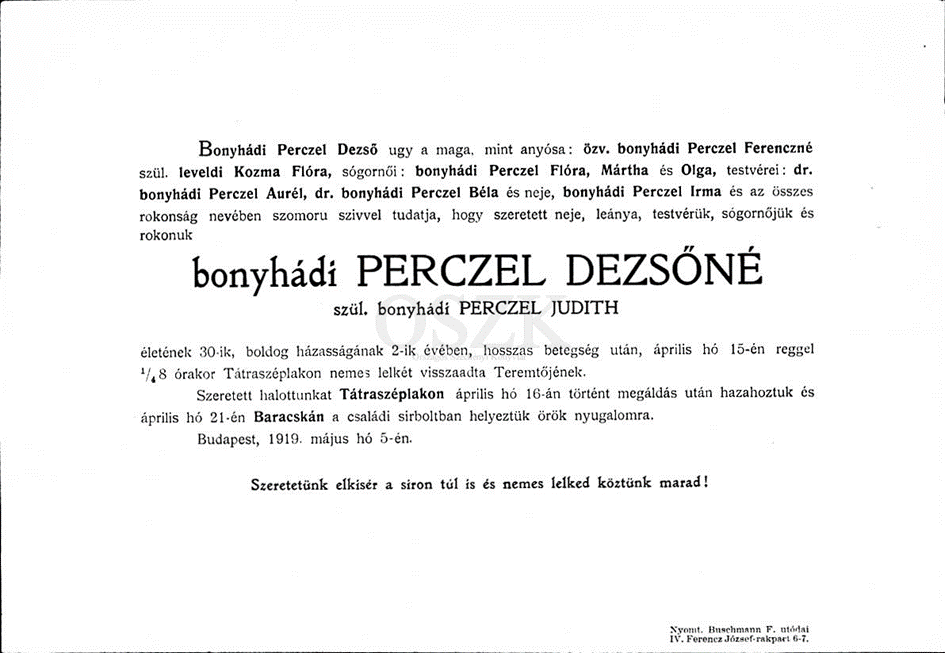 Bonyhádi Perczel Dezső ugy a maga, mint anyósa: özv. bonyhádi Perczel Ferenczné
szül. leveldi Kozma Flóra, sógornői: bonyhádi Perczel Flóra, Mártha és Olga, testvérei: dr.
bonyhádi Perczel Aurél, dr. bonyhádi Perczel Béla és neje, bonyhádi Perczel Irma és az összes
rokonság nevében szomoru szivvel tudatja, hogy szeretett neje, leánya, testvérük, sógornőjük és
rokonuk
bonyhádi PERCZEL DEZSŐNÉ
szül. bonyhádi PERCZEL JUDITH
OSZK
életének 30-ik, boldog házasságának 2-ik évében, hosszas betegség után, április hó 15-én reggel
1/48 órakor Tátraszéplakon nemes lelkét visszaadta Teremtőjének.
Szeretett halottunkat Tátraszéplakon április hó 16-án történt megáldás után hazahoztuk és
április hó 21-én Baracskán a családi sirboltban helyeztük örök nyugalomra.
Budapest, 1919. május hó 5-én.
Szeretetünk elkisér a siron túl is és nemes lelked köztünk marad!
Nyomt. Buschmann F. utódai
IV. Ferencz József-rakpart 6-7.